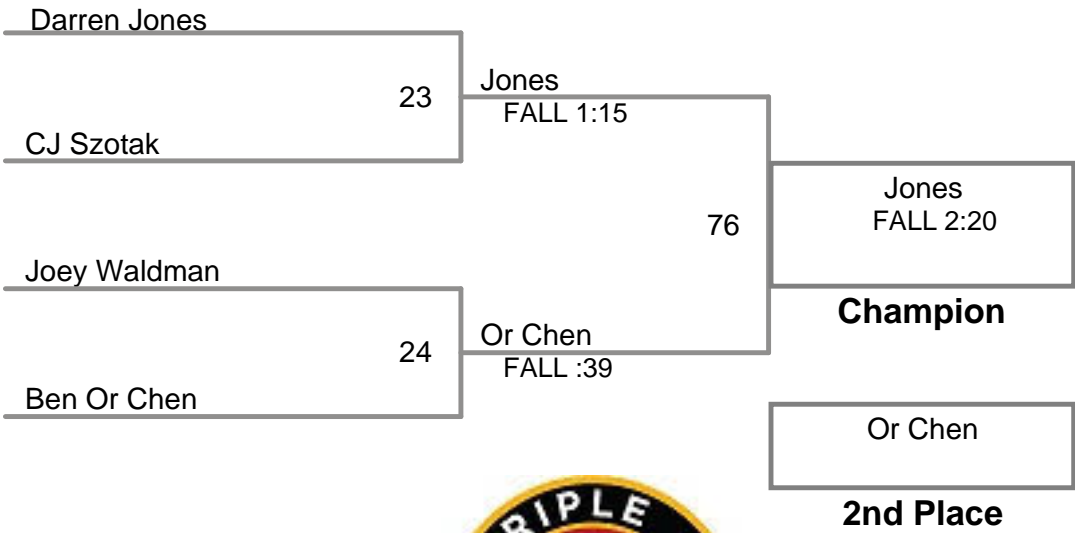 Darren Jones
23
Jones
FALL 1:15
CJ Szotak
76
Jones
FALL 2:20
Champion
Joey Waldman
24
Or Chen
FALL :39
Ben Or Chen
Or Chen
2nd Place